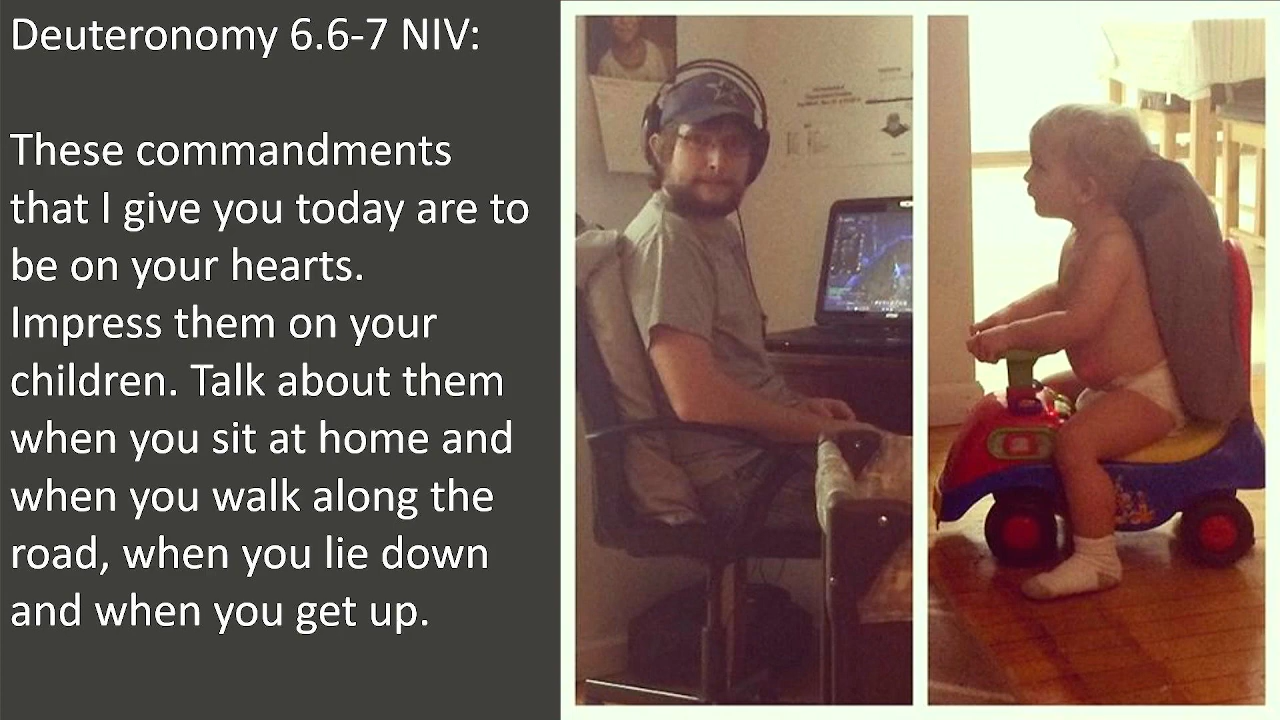 Deuteronomy 6.6-7 NIV:
These commandments
that I give you today are to
be on your hearts.
Impress them on your
children. Talk about them
when you sit at home and
when you walk along the
road, when you lie down
and when you get up.